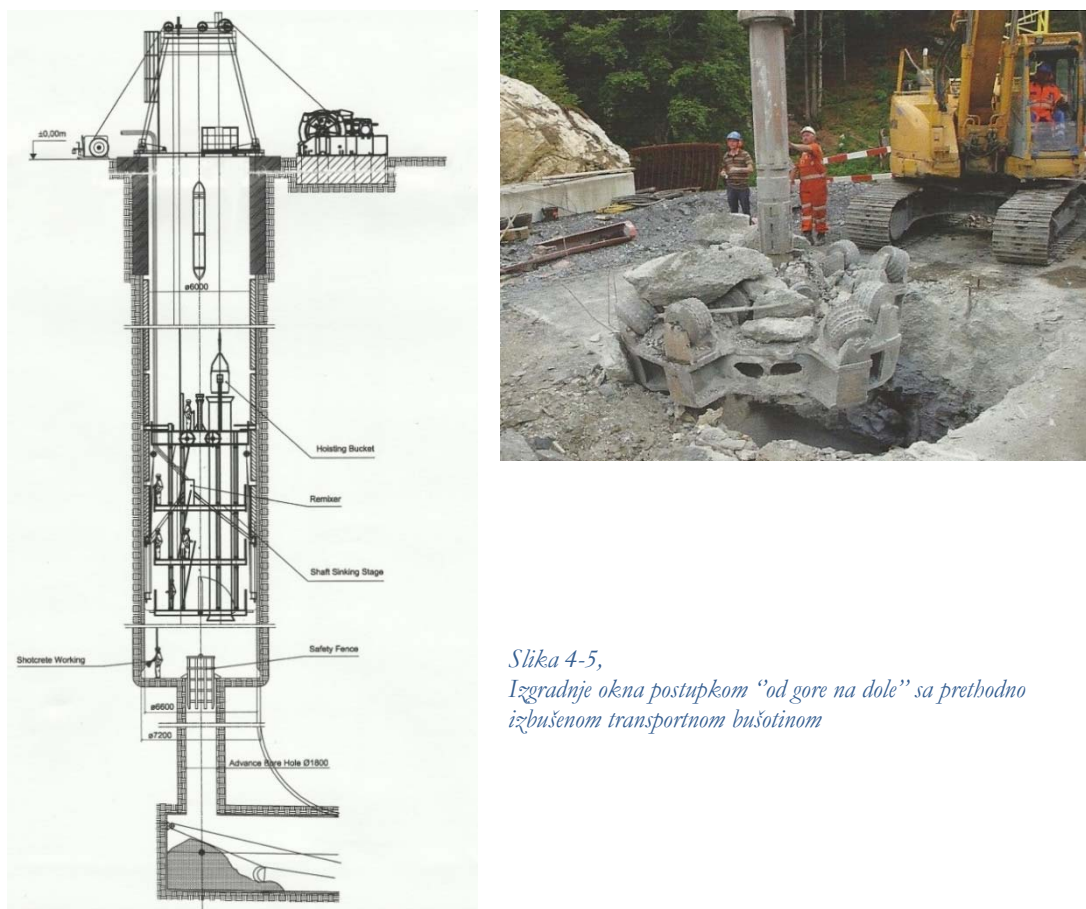 ±0,00m
ø6000
Hoisting Bucket
Remixer
Shaft Sinking Stage
Shotcrete Working
Safety Fence
ø6600
ø7200
Advance Bore Hole Ø1800
Slika 4-5,
Izgradnje okna postupkom ‘’od gore na dole’’ sa prethodno
izbušenom transportnom bušotinom